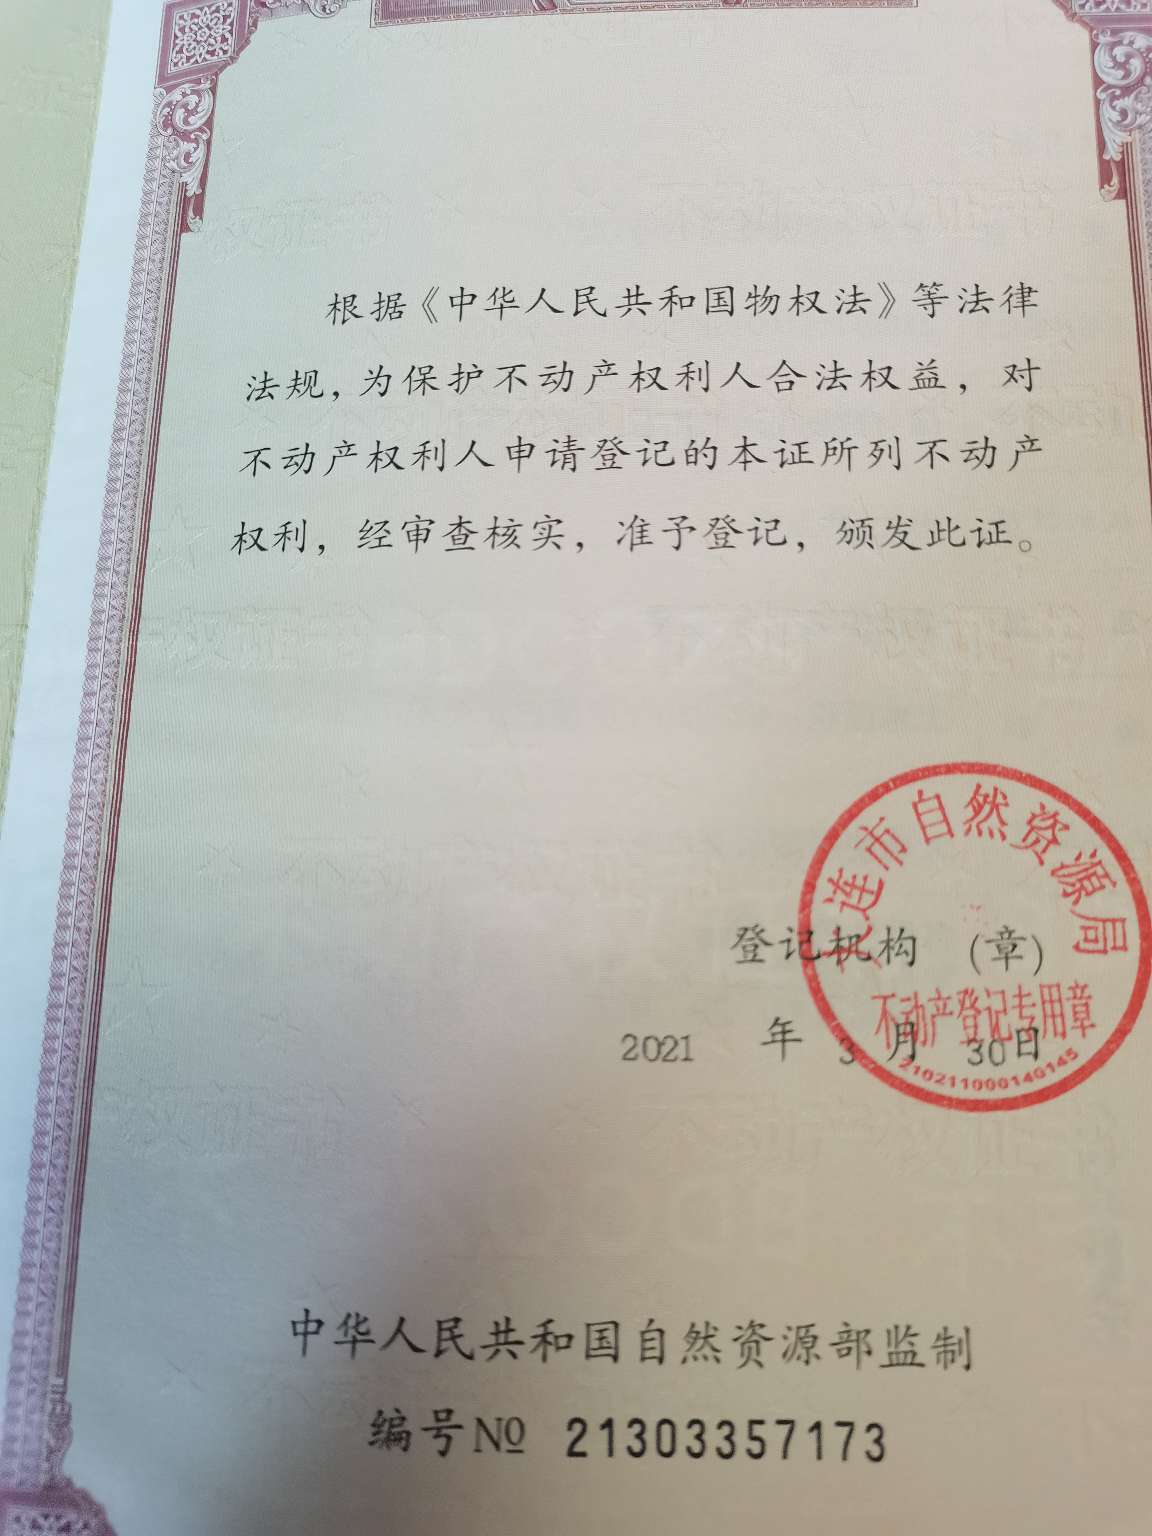 根据《中华人民共和国物权法》等法律
法规，为保护不动产权利人合法权益，对
不动产权利人申请登记的本证所列不动产
权利，经审查核实，准予登记，颁发此证。
大连市自然资源局
登记机构 （章）
不动产登记专用章
2021 年 3 月 30日
2102110000140145
中华人民共和国自然资源部监制
编号№ 21303357173